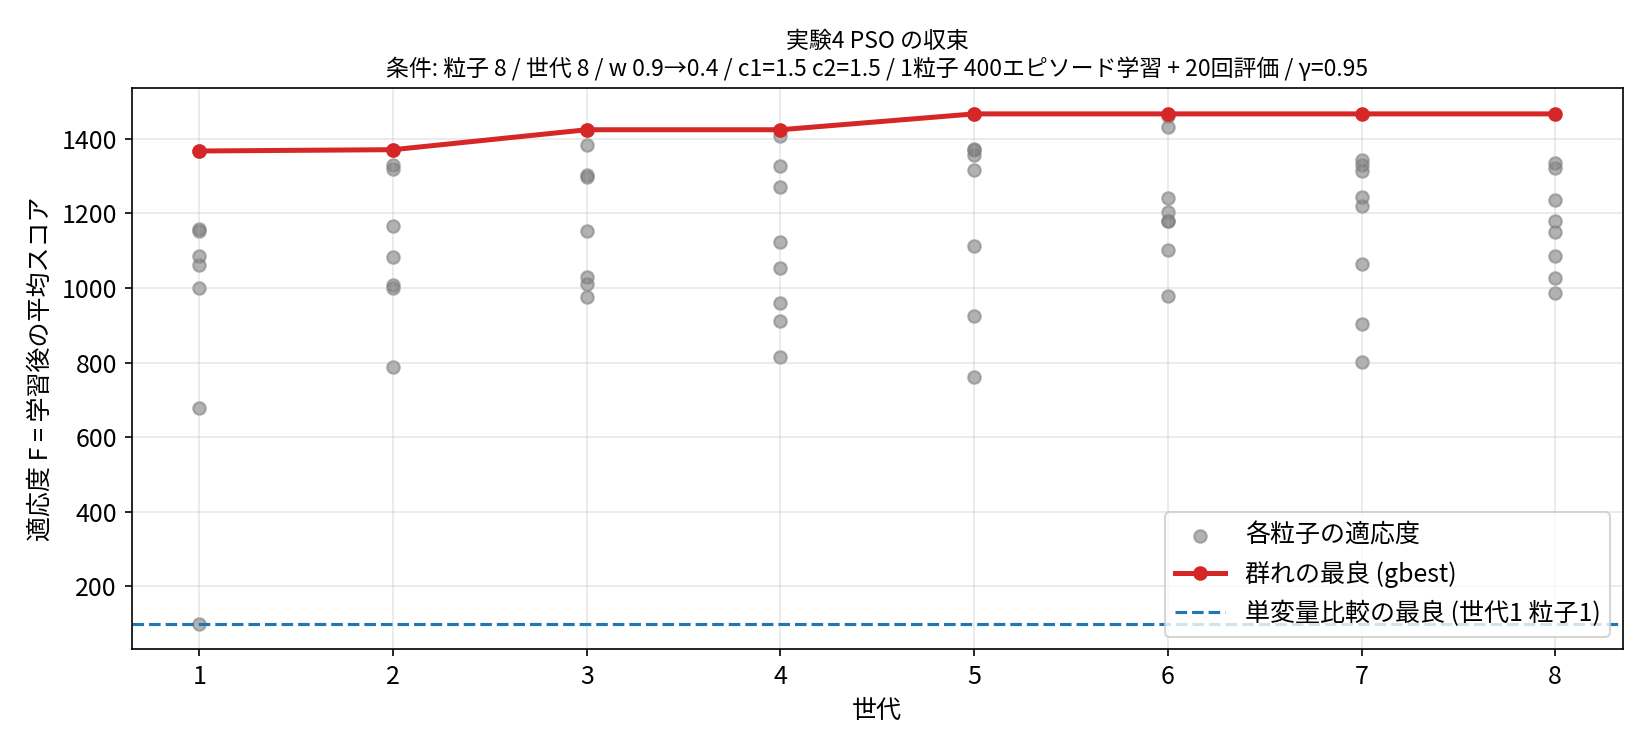 実験4 PSO の収束
条件: 粒子 8 / 世代 8 / w 0.9→0.4 / c1=1.5 c2=1.5 / 1粒子 400エピソード学習 + 20回評価 / γ=0.95
適応度 F = 学習後の平均スコア
1400
1200
1000
800
600
400
200
各粒子の適応度
群れの最良 (gbest)
単変量比較の最良 (世代1 粒子1)
1 2 3 4 5 6 7 8
世代